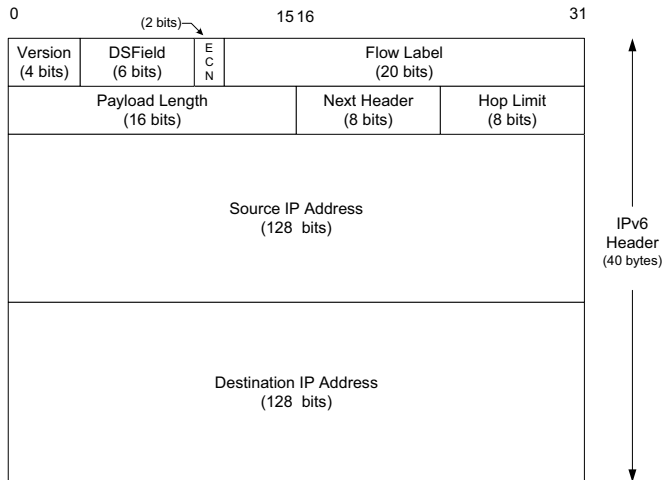 0
(2 bits)
1516
31
Version
(4 bits)
DSField
(6 bits)
E
C
N
Flow Label
(20 bits)
Payload Length
(16 bits)
Next Header
(8 bits)
Hop Limit
(8 bits)
Source IP Address
(128 bits)
IPv6
Header
(40 bytes)
Destination IP Address
(128 bits)